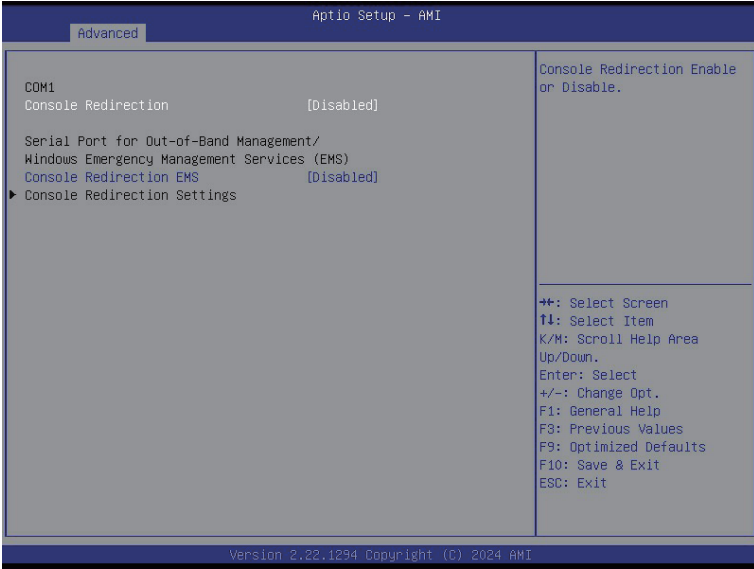 Aptio Setup – AMI
Advanced
COM1
Console Redirection [Disabled]
Serial Port for Out-of-Band Management/
Windows Emergency Management Services (EMS)
Console Redirection EMS [Disabled]
▶ Console Redirection Settings
Console Redirection Enable
or Disable.
→←: Select Screen
↑↓: Select Item
K/M: Scroll Help Area
Up/Down.
Enter: Select
+/-: Change Opt.
F1: General Help
F3: Previous Values
F9: Optimized Defaults
F10: Save & Exit
ESC: Exit
Version 2.22.1294 Copyright (C) 2024 AMI